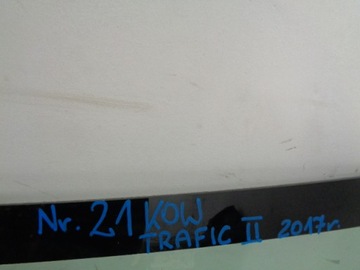 Nr. 21 KOW
TRAFIC II 2017r.